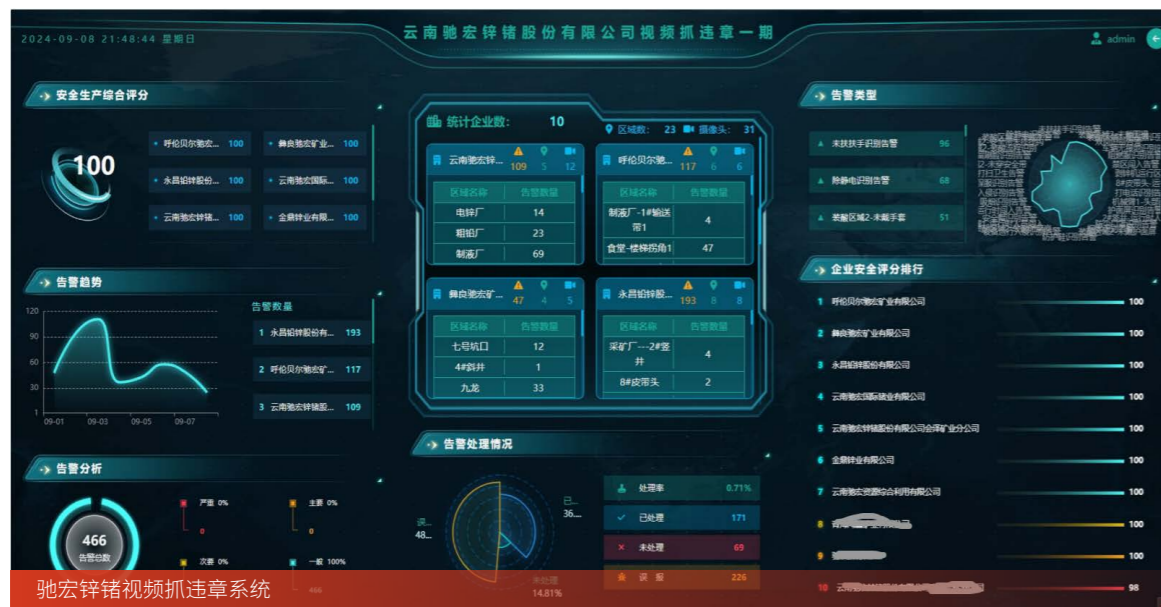 云南驰宏锌锗股份有限公司视频抓违章一期
2024-09-08 21:48:44 星期日
admin
安全生产综合评分
100
呼伦贝尔驰宏... 100
彝良驰宏矿业... 100
永昌铅锌股份... 100
云南驰宏国际... 100
云南驰宏锌锗... 100
金鼎锌业有限... 100
告警趋势
120
90
60
30
1
09-01 09-03 09-05 09-07
告警数量
1 永昌铅锌股份有... 193
2 呼伦贝尔驰宏矿... 117
3 云南驰宏锌锗股... 109
告警分析
466
告警总数
严重 0%
0
主要 0%
0
次要 0%
一般 100%
466
统计企业数: 10
区域数: 23 摄像头: 31
云南驰宏锌... 109 5 12
区域名称 告警数量
电锌厂 14
粗铅厂 23
制液厂 69
呼伦贝尔驰... 117 6 6
区域名称 告警数量
制液厂-1#输送带1 4
食堂-楼梯拐角1 47
彝良驰宏矿... 47 4 5
区域名称 告警数量
七号坑口 12
4#斜井 1
九龙 33
永昌铅锌股... 193 8 8
区域名称 告警数量
采矿厂---2#竖井 4
8#皮带头 2
告警处理情况
误...
48...
已...
36....
未处理
14.81%
处理率 0.71%
已处理 171
未处理 69
误 报 226
告警类型
未扶扶手识别告警 96
除静电识别告警 68
装酸区域2-未戴手套 51
企业安全评分排行
1 呼伦贝尔驰宏矿业有限公司 100
2 彝良驰宏矿业有限公司 100
3 永昌铅锌股份有限公司 100
4 云南驰宏国际锗业有限公司 100
5 云南驰宏锌锗股份有限公司会泽矿业分公司 100
6 金鼎锌业有限公司 100
7 云南驰宏资源综合利用有限公司 100
8 100
9 100
10 98
驰宏锌锗视频抓违章系统